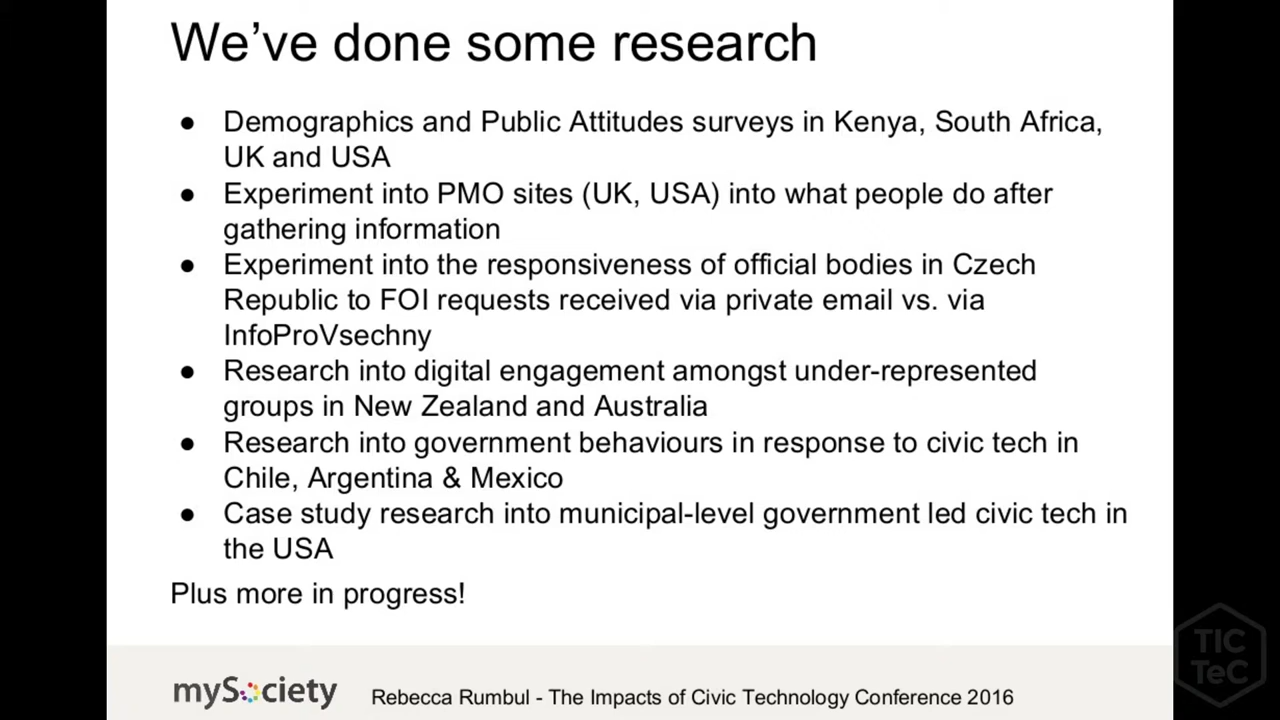 We've done some research
● Demographics and Public Attitudes surveys in Kenya, South Africa,
UK and USA
● Experiment into PMO sites (UK, USA) into what people do after
gathering information
● Experiment into the responsiveness of official bodies in Czech
Republic to FOI requests received via private email vs. via
InfoProVsechny
● Research into digital engagement amongst under-represented
groups in New Zealand and Australia
● Research into government behaviours in response to civic tech in
Chile, Argentina & Mexico
● Case study research into municipal-level government led civic tech in
the USA
Plus more in progress!
mySociety
Rebecca Rumbul - The Impacts of Civic Technology Conference 2016
TIC
TeC